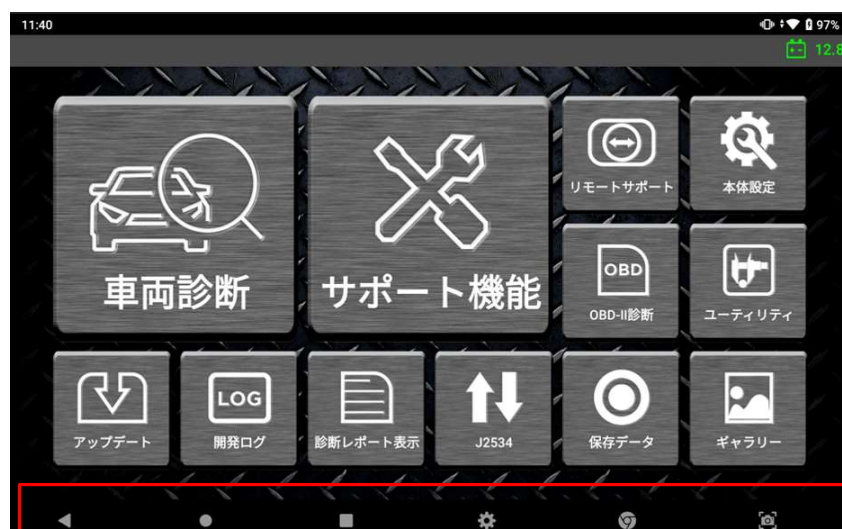 11:40
97%
12.8
車両診断
サポート機能
リモートサポート
本体設定
OBD
OBD-II診断
ユーティリティ
アップデート
LOG
開発ログ
診断レポート表示
J2534
保存データ
ギャラリー